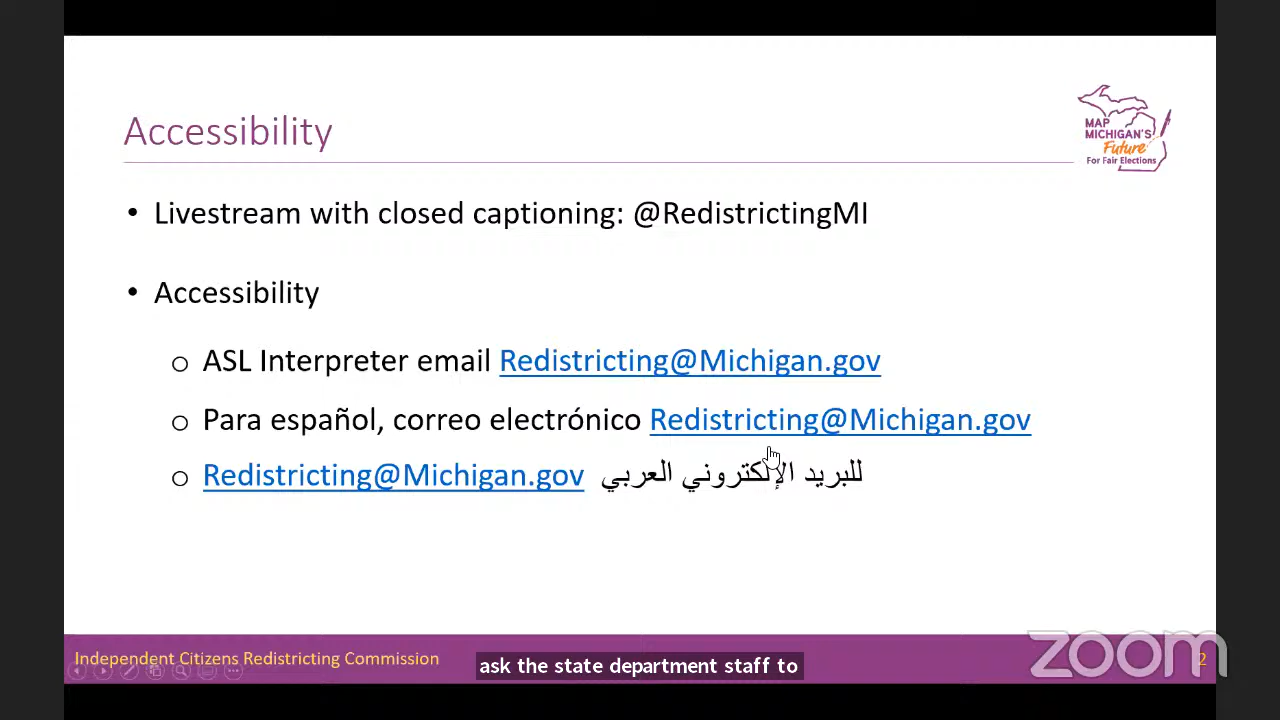 Accessibility
MAP
MICHIGAN'S
Future
For Fair Elections
• Livestream with closed captioning: @RedistrictingMI
• Accessibility
o ASL Interpreter email Redistricting@Michigan.gov
o Para español, correo electrónico Redistricting@Michigan.gov
o Redistricting@Michigan.gov للبريد الإلكتروني العربي
Independent Citizens Redistricting Commission
ask the state department staff to
zoom
2